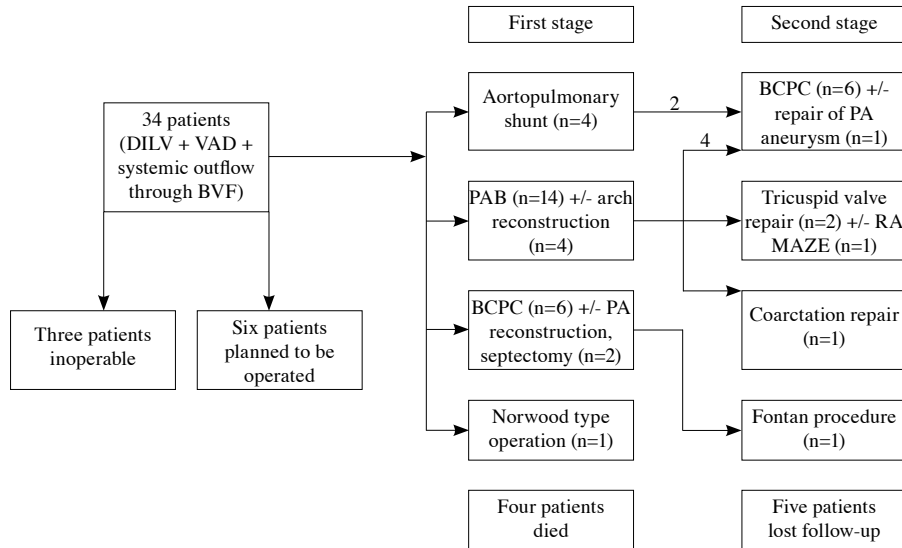 First stage
Second stage
34 patients
(DILV + VAD +
systemic outflow
through BVF)
Three patients
inoperable
Six patients
planned to be
operated
Aortopulmonary
shunt (n=4)
2
BCPC (n=6) +/-
repair of PA
aneurysm (n=1)
4
PAB (n=14) +/- arch
reconstruction
(n=4)
Tricuspid valve
repair (n=2) +/- RA
MAZE (n=1)
Coarctation repair
(n=1)
BCPC (n=6) +/- PA
reconstruction,
septectomy (n=2)
Fontan procedure
(n=1)
Norwood type
operation (n=1)
Four patients
died
Five patients
lost follow-up